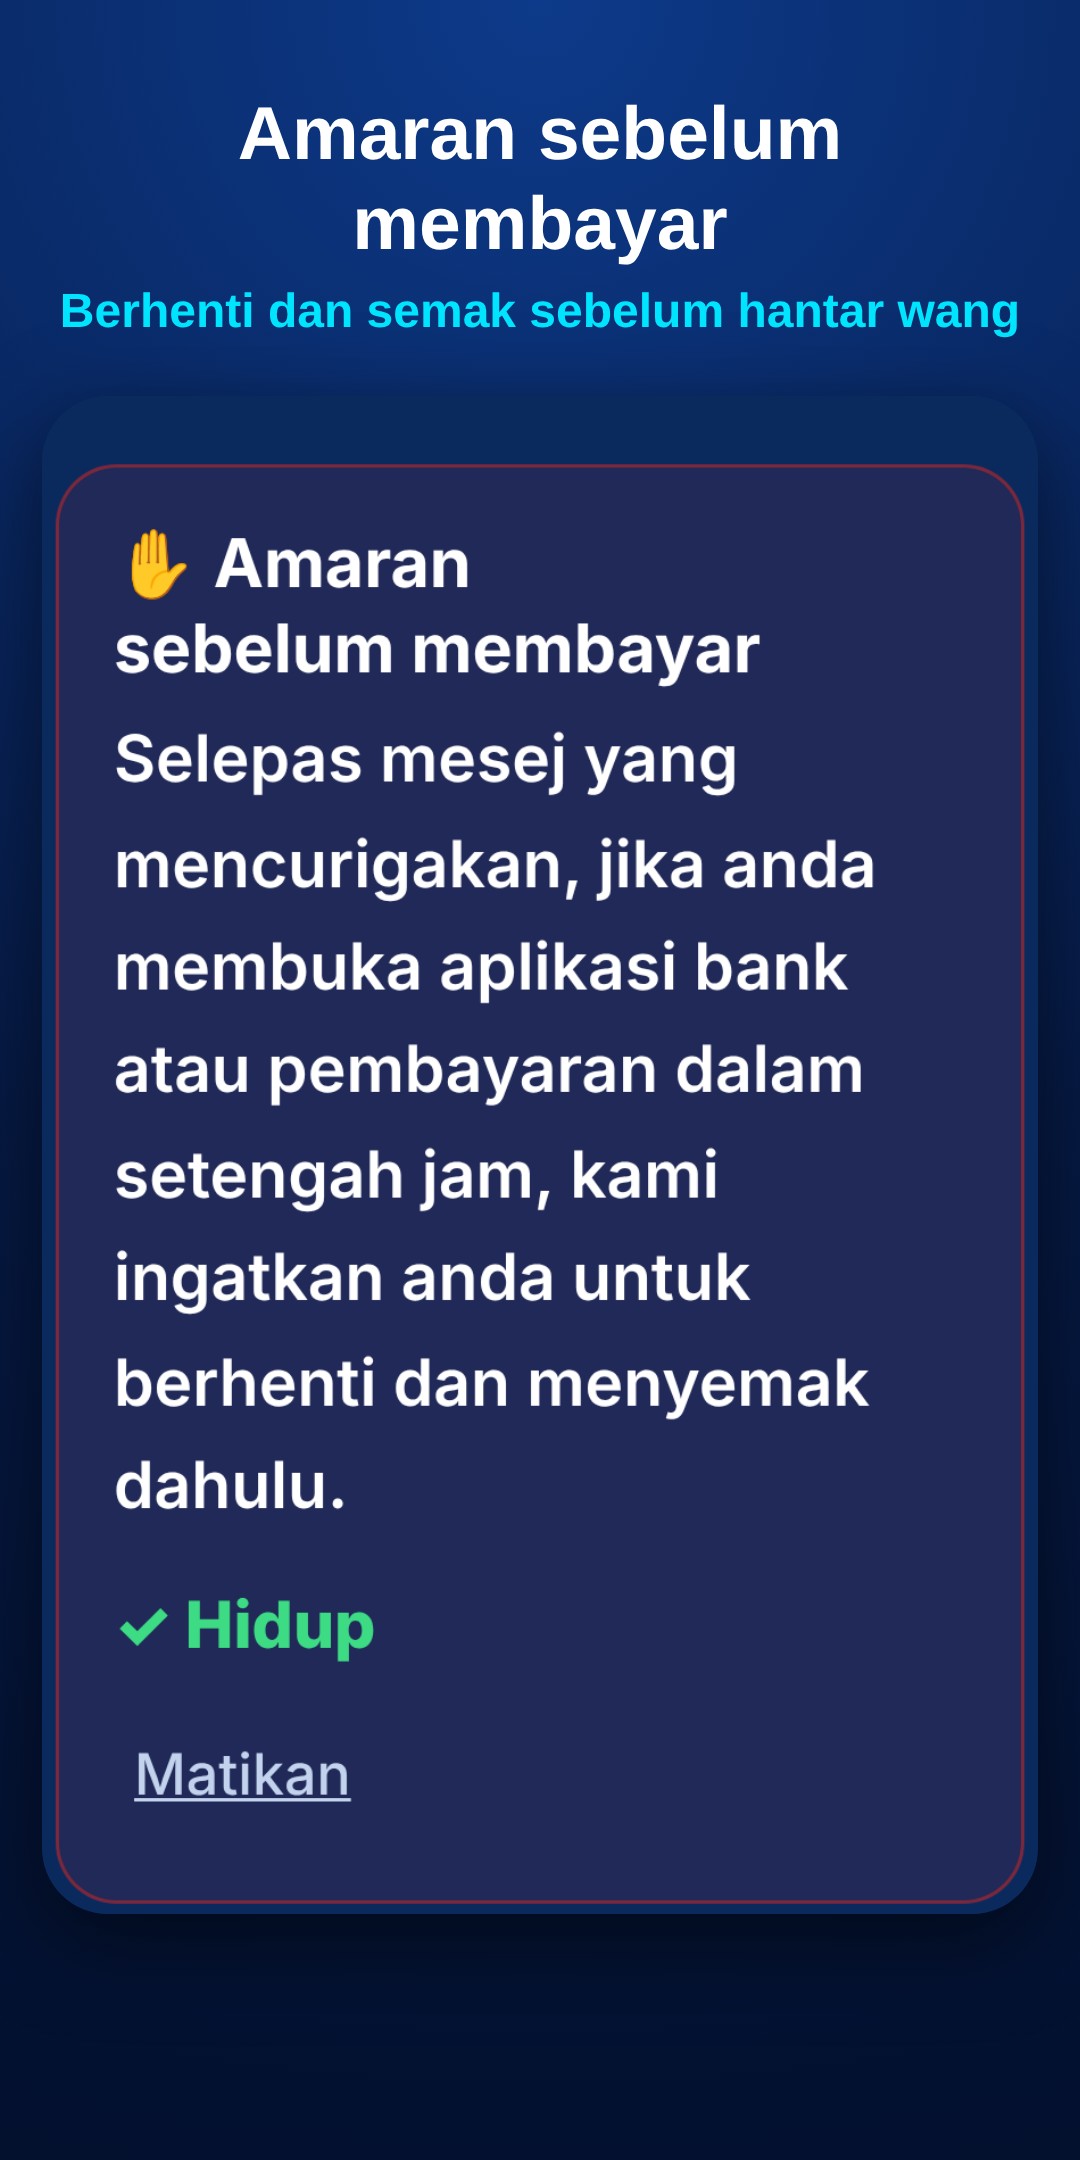 Amaran sebelum
membayar
Berhenti dan semak sebelum hantar wang
✋ Amaran
sebelum membayar
Selepas mesej yang
mencurigakan, jika anda
membuka aplikasi bank
atau pembayaran dalam
setengah jam, kami
ingatkan anda untuk
berhenti dan menyemak
dahulu.
✓ Hidup
Matikan